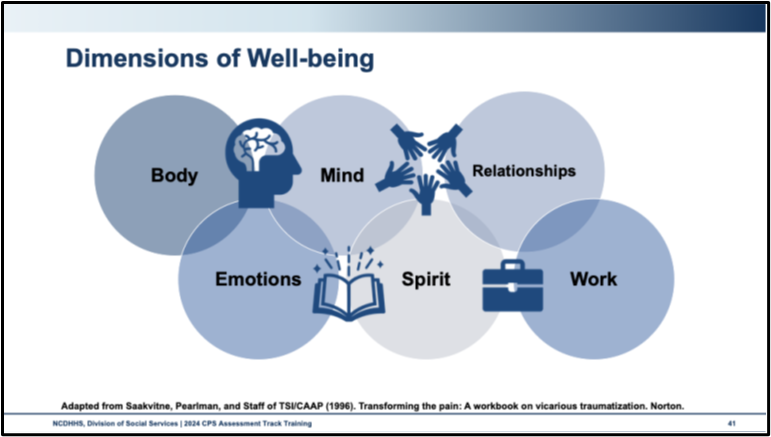 Dimensions of Well-being
Body
Mind
Relationships
Emotions
Spirit
Work
Adapted from Saakvitne, Pearlman, and Staff of TSI/CAAP (1996). Transforming the pain: A workbook on vicarious traumatization. Norton.
NCDHHS, Division of Social Services | 2024 CPS Assessment Track Training
41